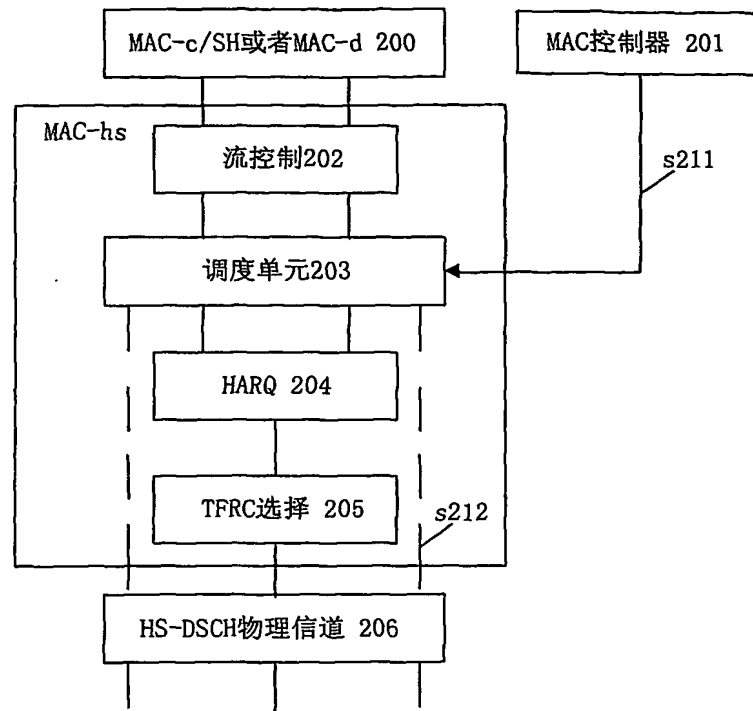 MAC-c/SH或者MAC-d 200
MAC控制器 201
MAC-hs
流控制202
s211
调度单元203
HARQ 204
TFRC选择 205
s212
HS-DSCH物理信道 206